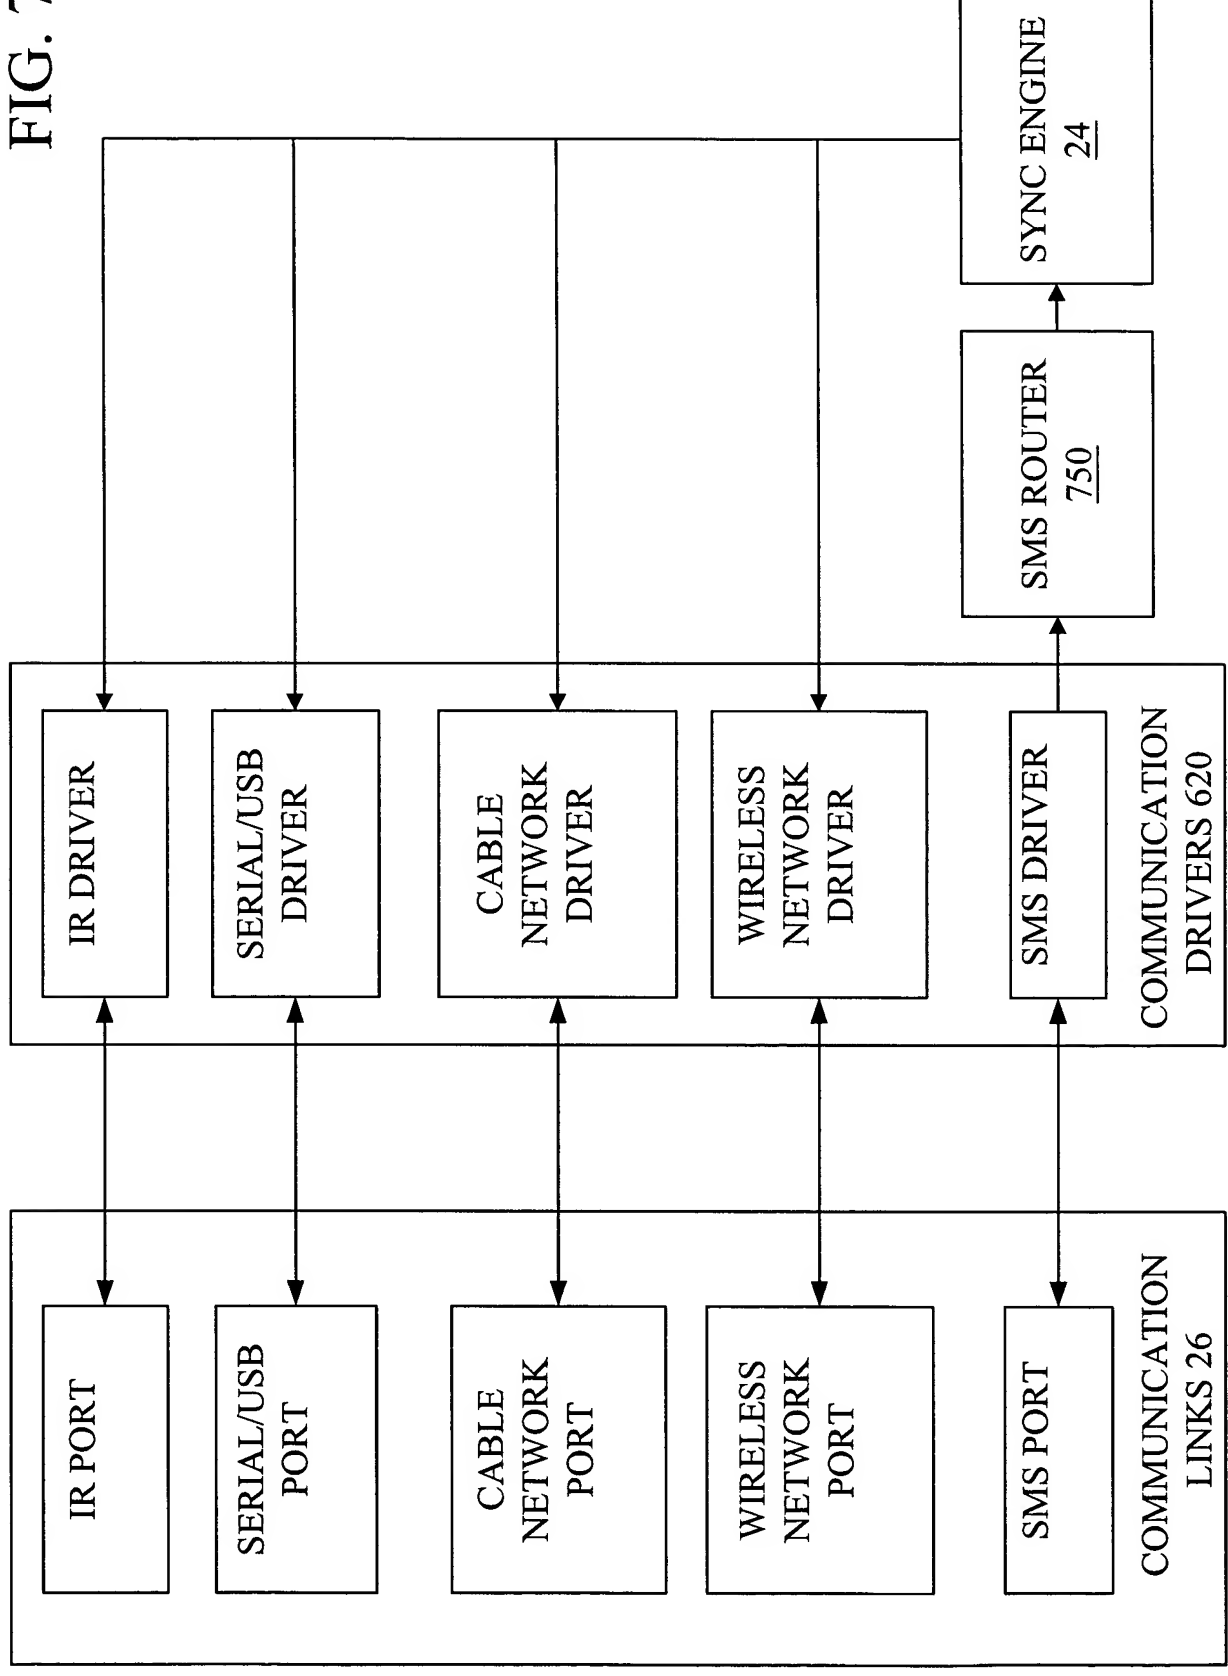 FIG. 7
IR PORT
SERIAL/USB
PORT
CABLE
NETWORK
PORT
WIRELESS
NETWORK
PORT
SMS PORT
COMMUNICATION
LINKS 26
IR DRIVER
SERIAL/USB
DRIVER
CABLE
NETWORK
DRIVER
WIRELESS
NETWORK
DRIVER
SMS DRIVER
COMMUNICATION
DRIVERS 620
SMS ROUTER
750
SYNC ENGINE
24